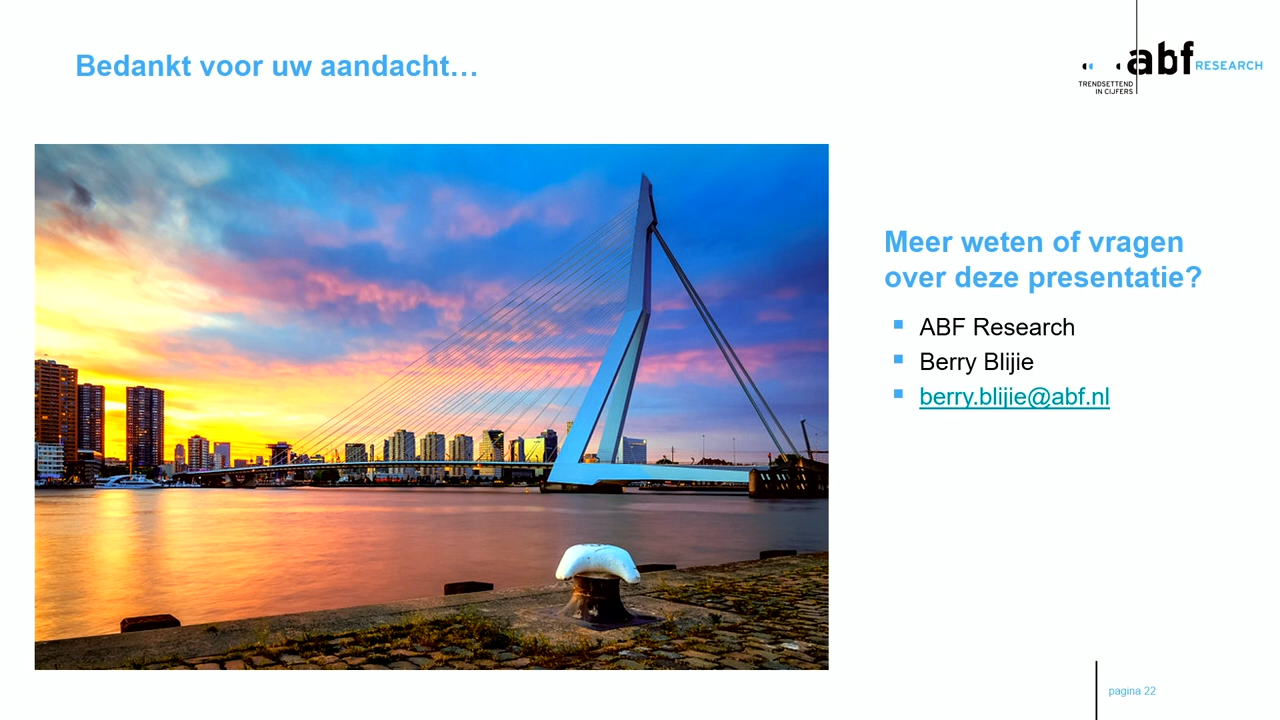 Bedankt voor uw aandacht…
abf RESEARCH
TRENDSETTEND
IN CIJFERS
Meer weten of vragen
over deze presentatie?
ABF Research
Berry Blijie
berry.blijie@abf.nl
pagina 22